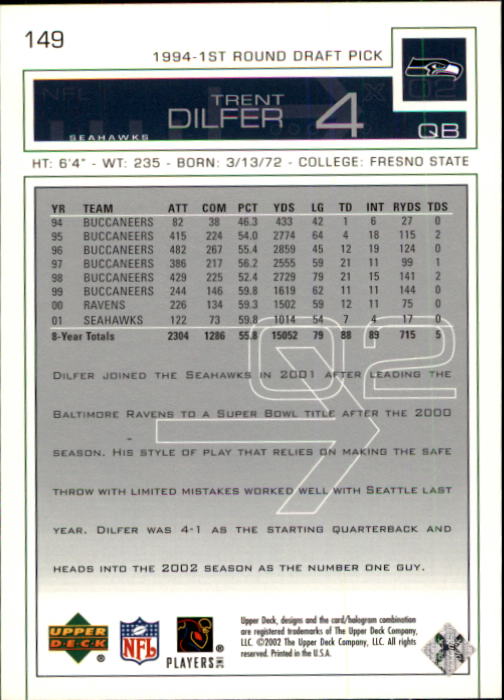 149
1994-1ST ROUND DRAFT PICK
NFL
02
TRENT
DILFER 4
SEAHAWKS
QB
HT: 6'4" - WT: 235 - BORN: 3/13/72 - COLLEGE: FRESNO STATE
YR TEAM ATT COM PCT YDS LG TD INT RYDS TDS
94 BUCCANEERS 82 38 46.3 433 42 1 6 27 0
95 BUCCANEERS 415 224 54.0 2774 64 4 18 115 2
96 BUCCANEERS 482 267 55.4 2859 45 12 19 124 0
97 BUCCANEERS 386 217 56.2 2555 59 21 11 99 1
98 BUCCANEERS 429 225 52.4 2729 79 21 15 141 2
99 BUCCANEERS 244 146 59.8 1619 62 11 11 144 0
00 RAVENS 226 134 59.3 1502 59 12 11 75 0
01 SEAHAWKS 122 73 59.8 1014 54 7 4 17 0
8-Year Totals 2304 1286 55.8 15052 79 88 89 715 5
02
DILFER JOINED THE SEAHAWKS IN 2001 AFTER LEADING THE
BALTIMORE RAVENS TO A SUPER BOWL TITLE AFTER THE 2000
SEASON. HIS STYLE OF PLAY THAT RELIES ON MAKING THE SAFE
THROW WITH LIMITED MISTAKES WORKED WELL WITH SEATTLE LAST
YEAR. DILFER WAS 4-1 AS THE STARTING QUARTERBACK AND
HEADS INTO THE 2002 SEASON AS THE NUMBER ONE GUY.
UPPER
DECK
®
NFL
®
PLAYERS INC
Upper Deck, designs and the card/hologram combination
are registered trademarks of The Upper Deck Company,
LLC. ©2002 The Upper Deck Company, LLC. All rights
reserved. Printed in the U.S.A.